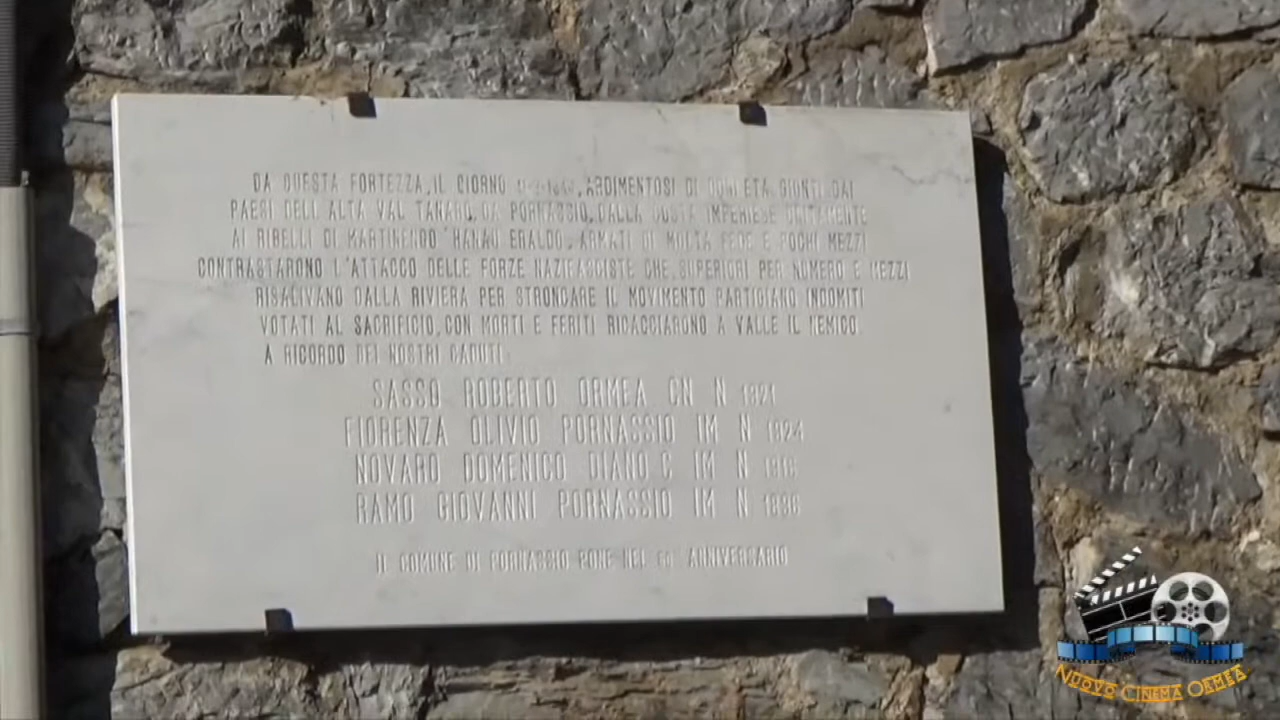 DA QUESTA FORTEZZA, IL GIORNO ARDIMENTOSI DI OGNI ETA GIUNTI DAI
PAESI DELL'ALTA VAL TANARO, DA PORNASSIO, DALLA COSTA IMPERIESE UNITAMENTE
AI RIBELLI DI MARTINENGO HANAU ERALDO, ARMATI DI MOLTA FEDE E POCHI MEZZI
CONTRASTARONO L'ATTACCO DELLE FORZE NAZIFASCISTE CHE, SUPERIORI PER NUMERO E MEZZI
RISALIVANO DALLA RIVIERA PER STRONCARE IL MOVIMENTO PARTIGIANO INDOMITI
VOTATI AL SACRIFICIO, CON MORTI E FERITI RICACCIARONO A VALLE IL NEMICO.
A RICORDO DEI NOSTRI CADUTI.
SASSO ROBERTO ORMEA CN N 1921
FIORENZA OLIVIO PORNASSIO IM N 1924
NOVARO DOMENICO DIANO C IM N
RAMO GIOVANNI PORNASSIO IM N
IL COMUNE DI PORNASSIO PONE NEL ANNIVERSARIO
NUOVO CINEMA ORMEA